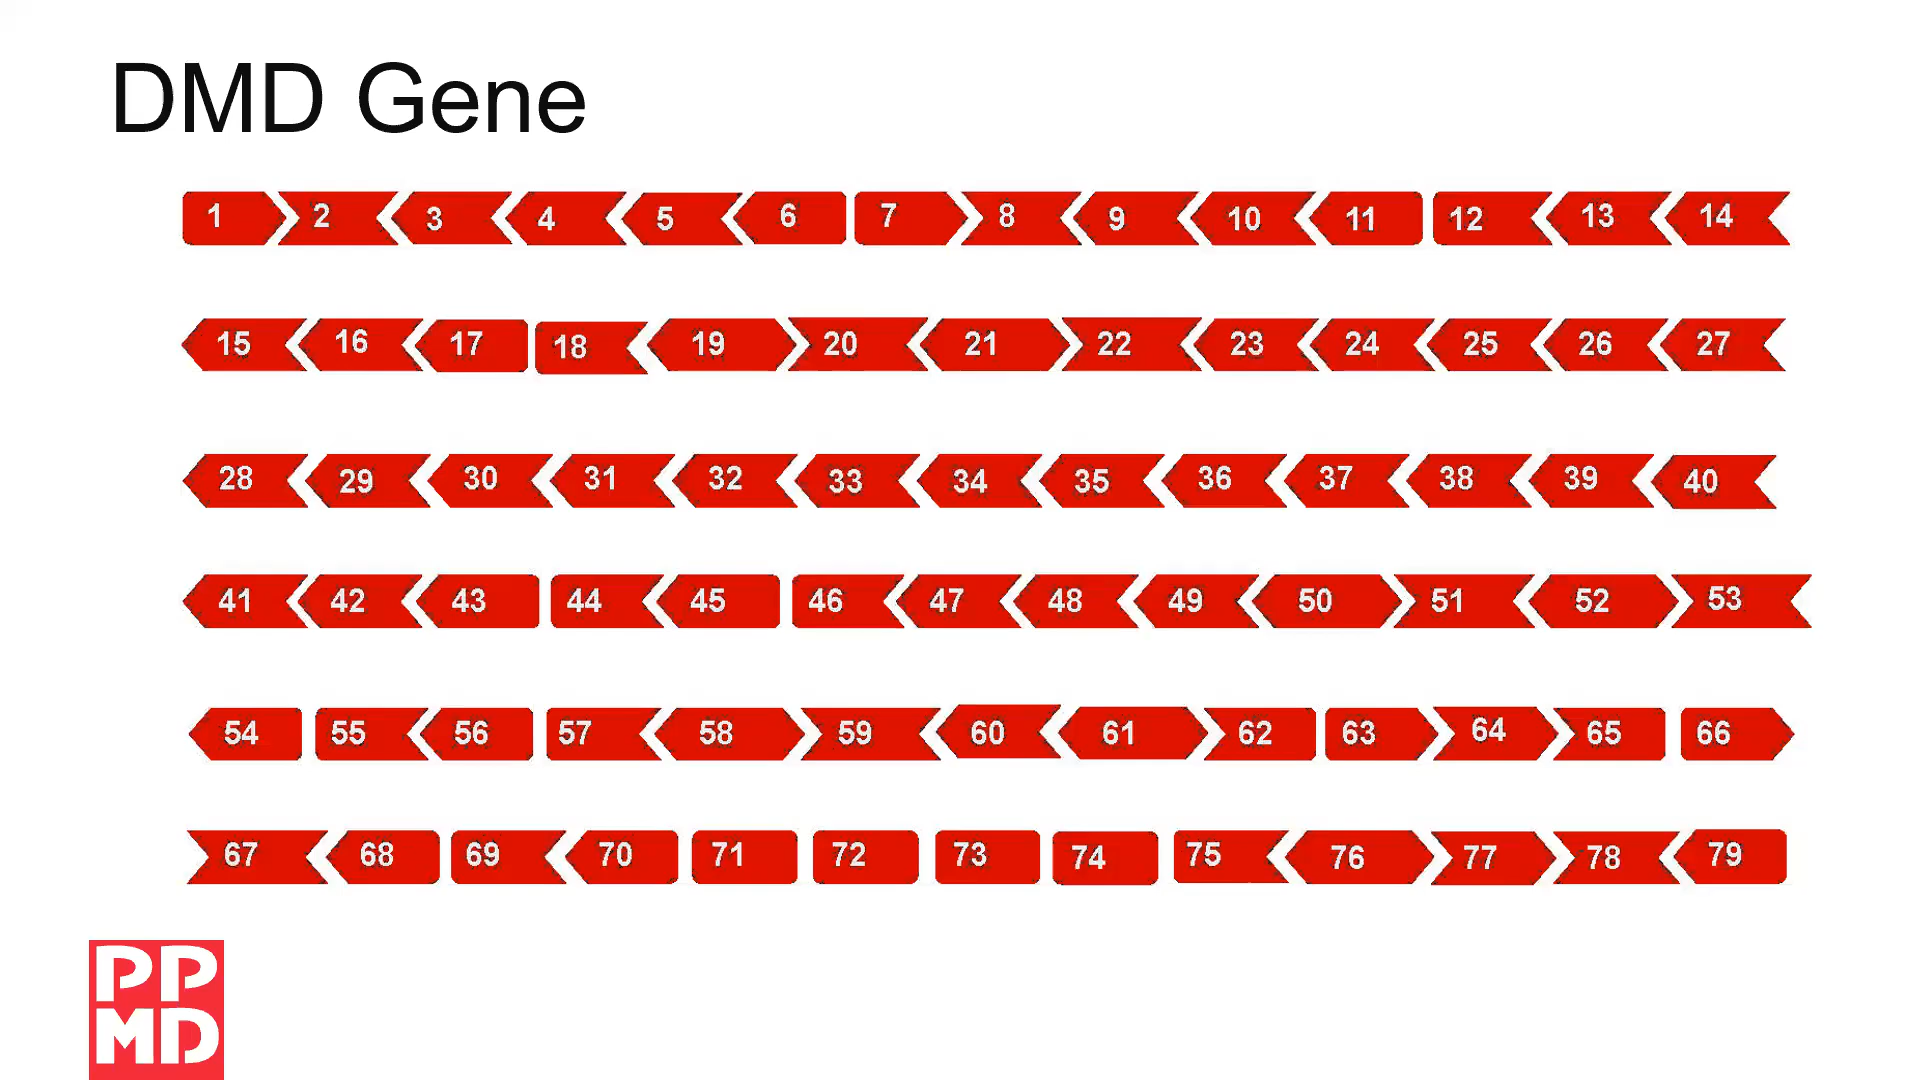 DMD Gene
1 2 3 4 5 6 7 8 9 10 11 12 13 14
15 16 17 18 19 20 21 22 23 24 25 26 27
28 29 30 31 32 33 34 35 36 37 38 39 40
41 42 43 44 45 46 47 48 49 50 51 52 53
54 55 56 57 58 59 60 61 62 63 64 65 66
67 68 69 70 71 72 73 74 75 76 77 78 79
PP
MD